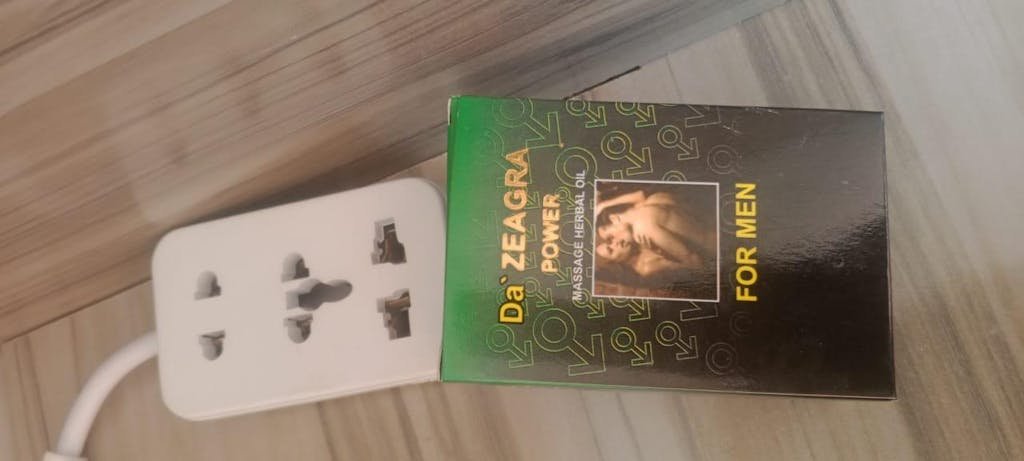 Da` ZEAGRA
POWER
MASSAGE HERBAL OIL
FOR MEN